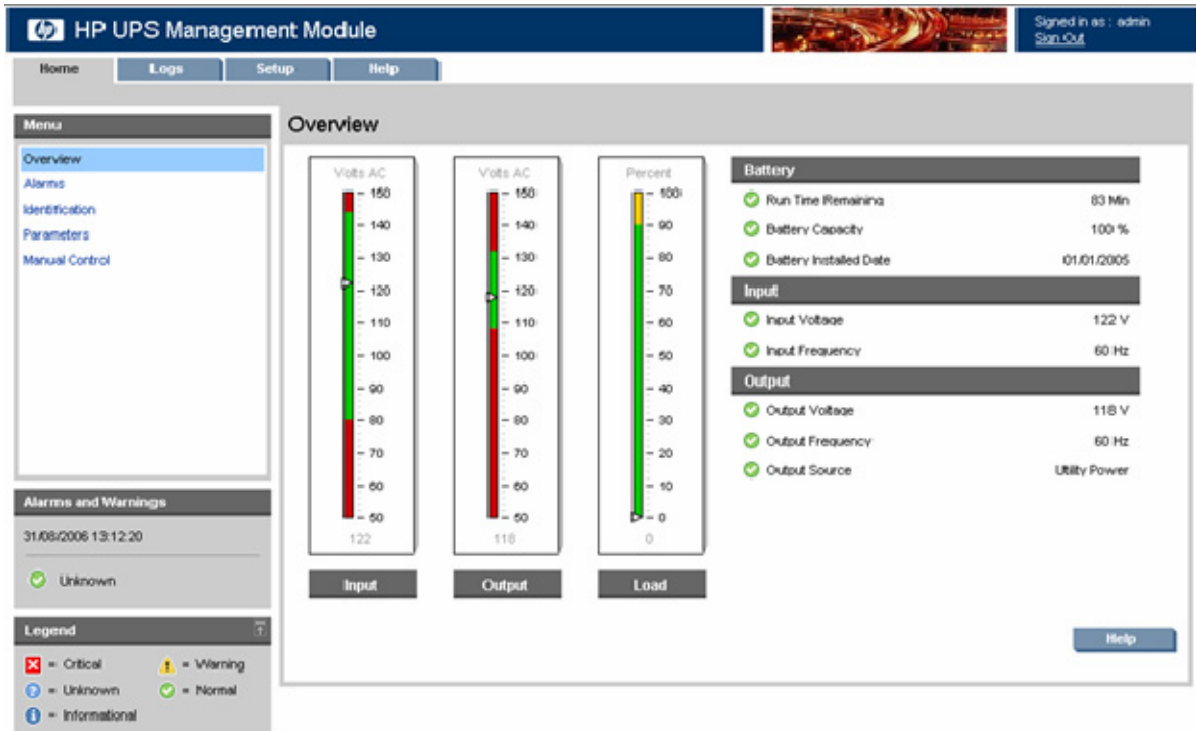 HP UPS Management Module
Signed in as : admin
Sign Out
Home Logs Setup Help
Menu
Overview
Alarms
Identification
Parameters
Manual Control
Alarms and Warnings
31/08/2006 13:12:20
Unknown
Legend
= Critical = Warning
= Unknown = Normal
= Informational
Overview
Volts AC
150
140
130
120
110
100
90
80
70
60
50
122
Input
Volts AC
150
140
130
120
110
100
90
80
70
60
50
118
Output
Percent
100
90
80
70
60
50
40
30
20
10
0
0
Load
Battery
Run Time Remaining 83 Min
Battery Capacity 100 %
Battery Installed Date 01/01/2005
Input
Input Voltage 122 V
Input Frequency 60 Hz
Output
Output Voltage 118 V
Output Frequency 60 Hz
Output Source Utility Power
Help